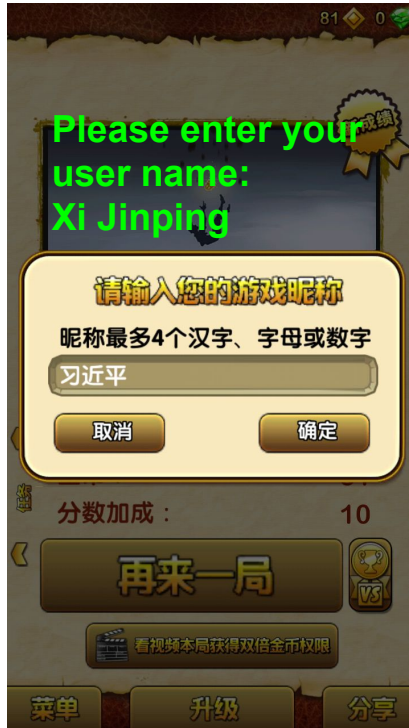 81 0
Please enter your
user name:
Xi Jinping
请输入您的游戏昵称
昵称最多4个汉字、字母或数字
习近平
取消 确定
分数加成： 10
再来一局
VS
看视频本局获得双倍金币权限
菜单 升级 分享